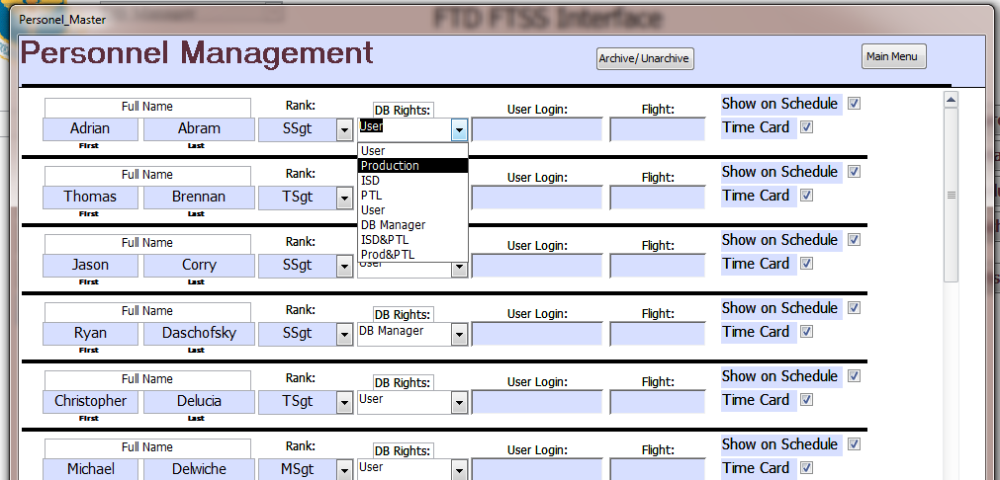 FTD FTSS Interface
Personel_Master
Personnel Management
Archive/Unarchive
Main Menu
Full Name
Rank:
DB Rights:
User Login:
Flight:
Show on Schedule
Adrian
Abram
SSgt
User
Time Card
First
Last
User
Production
ISD
PTL
User
DB Manager
ISD&PTL
Prod&PTL
Full Name
Rank:
User Login:
Flight:
Show on Schedule
Thomas
Brennan
TSgt
Time Card
First
Last
Full Name
Rank:
User Login:
Flight:
Show on Schedule
Jason
Corry
SSgt
User
Time Card
First
Last
Full Name
Rank:
DB Rights:
User Login:
Flight:
Show on Schedule
Ryan
Daschofsky
SSgt
DB Manager
Time Card
First
Last
Full Name
Rank:
DB Rights:
User Login:
Flight:
Show on Schedule
Christopher
Delucia
TSgt
User
Time Card
First
Last
Full Name
Rank:
DB Rights:
User Login:
Flight:
Show on Schedule
Michael
Delwiche
MSgt
User
Time Card